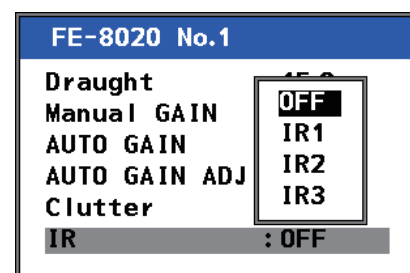 FE-8020 No.1
Draught
Manual GAIN
AUTO GAIN
AUTO GAIN ADJ
Clutter
IR : OFF
OFF
IR1
IR2
IR3